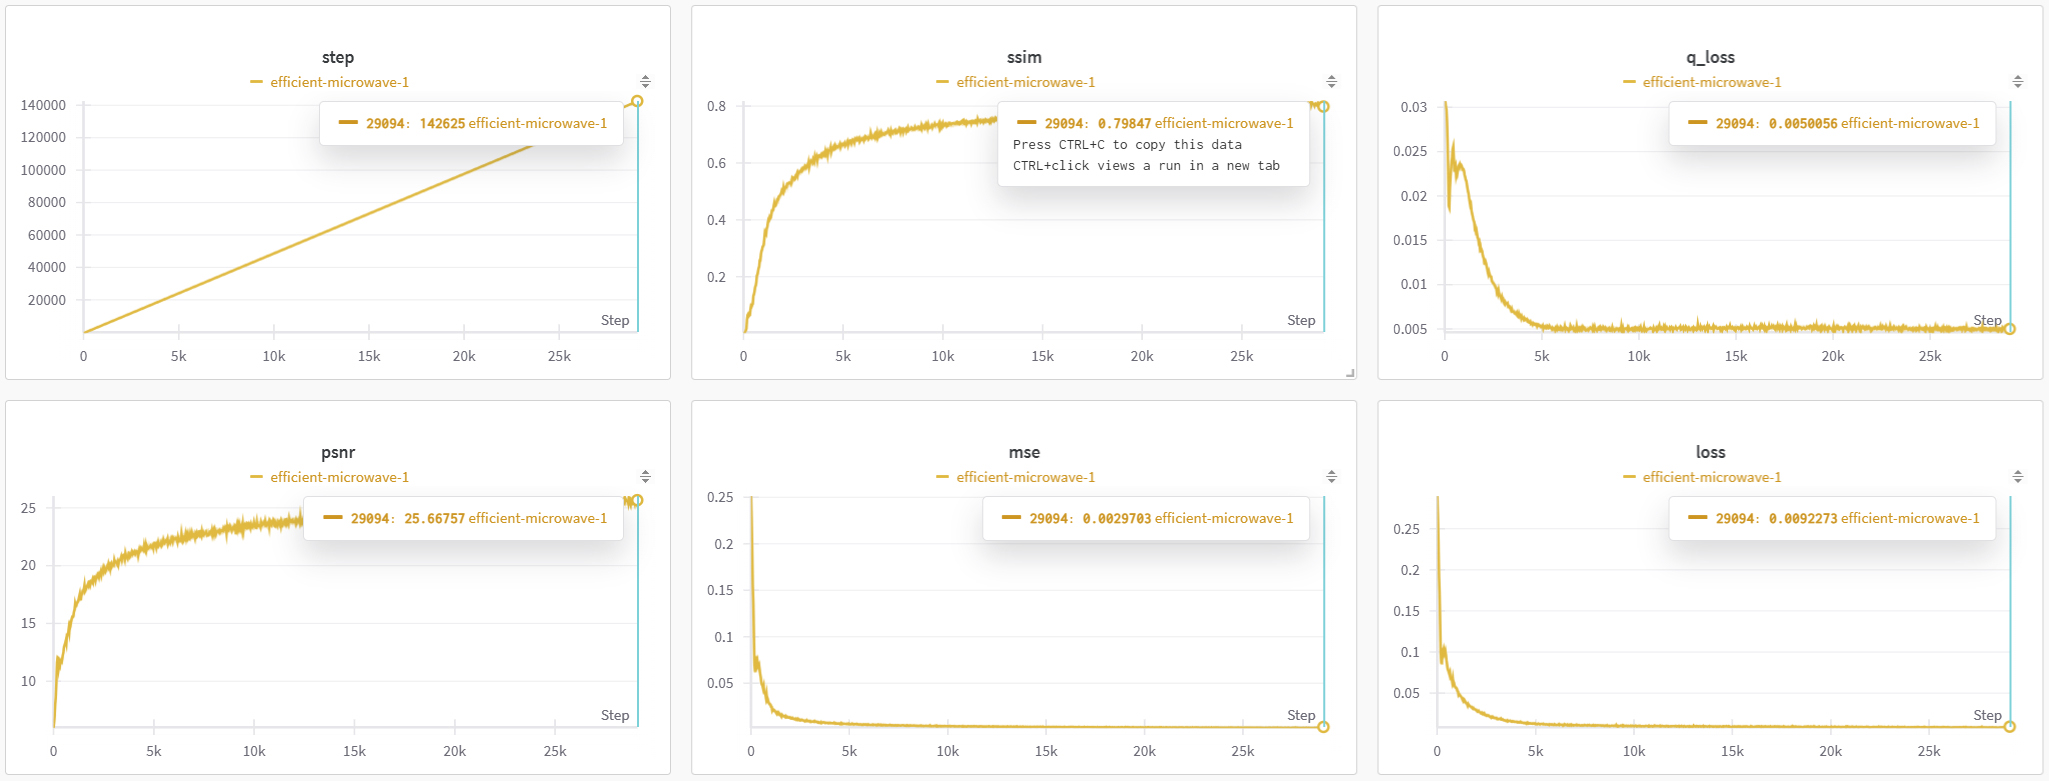 step
efficient-microwave-1
140000
120000
100000
80000
60000
40000
20000
29094: 142625 efficient-microwave-1
Step
0 5k 10k 15k 20k 25k
ssim
efficient-microwave-1
0.8
0.6
0.4
0.2
29094: 0.79847 efficient-microwave-1
Press CTRL+C to copy this data
CTRL+click views a run in a new tab
Step
0 5k 10k 15k 20k 25k
q_loss
efficient-microwave-1
0.03
0.025
0.02
0.015
0.01
0.005
29094: 0.0050056 efficient-microwave-1
Step
0 5k 10k 15k 20k 25k
psnr
efficient-microwave-1
25
20
15
10
29094: 25.66757 efficient-microwave-1
Step
0 5k 10k 15k 20k 25k
mse
efficient-microwave-1
0.25
0.2
0.15
0.1
0.05
29094: 0.0029703 efficient-microwave-1
Step
0 5k 10k 15k 20k 25k
loss
efficient-microwave-1
0.25
0.2
0.15
0.1
0.05
29094: 0.0092273 efficient-microwave-1
Step
0 5k 10k 15k 20k 25k